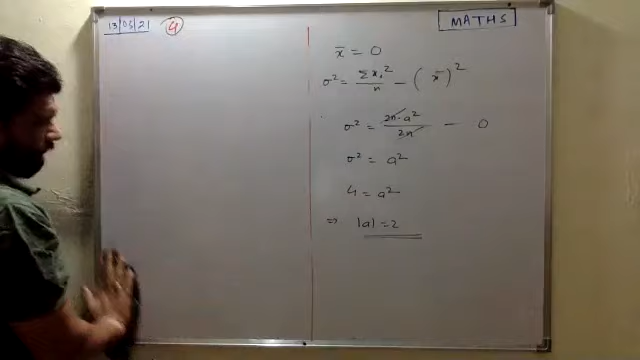 13/05/21 4
MATHS
x̄ = 0
σ² = Σxᵢ²/n − (x̄)²
σ² = 2n·a²/2n − 0
σ² = a²
4 = a²
⇒ |a| = 2